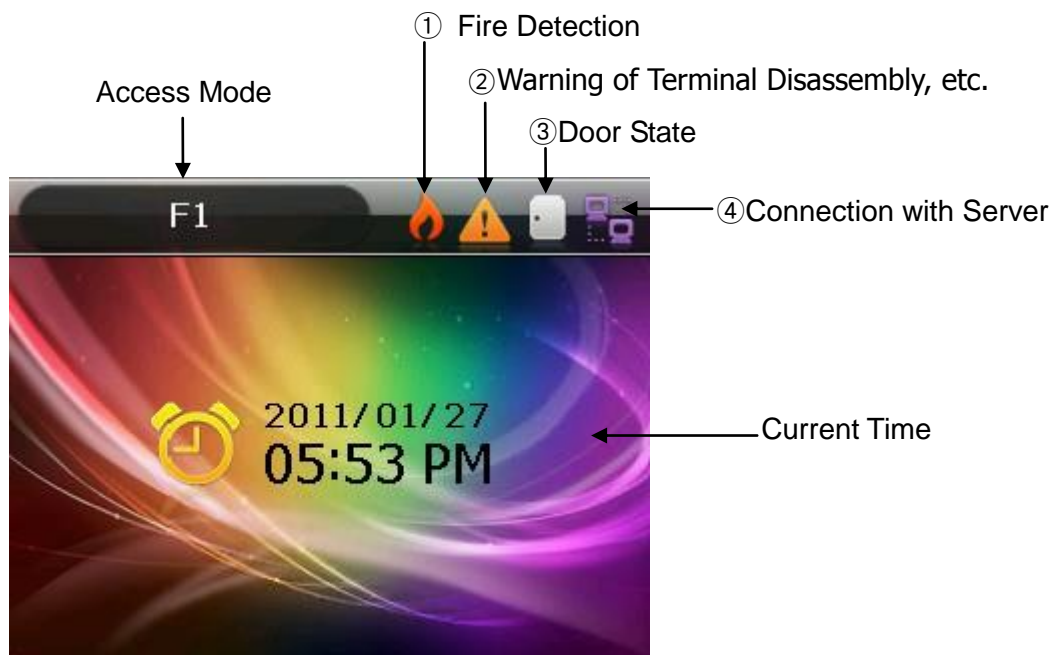 ① Fire Detection
②Warning of Terminal Disassembly, etc.
Access Mode
③Door State
F1
④Connection with Server
2011/01/27
05:53 PM
Current Time